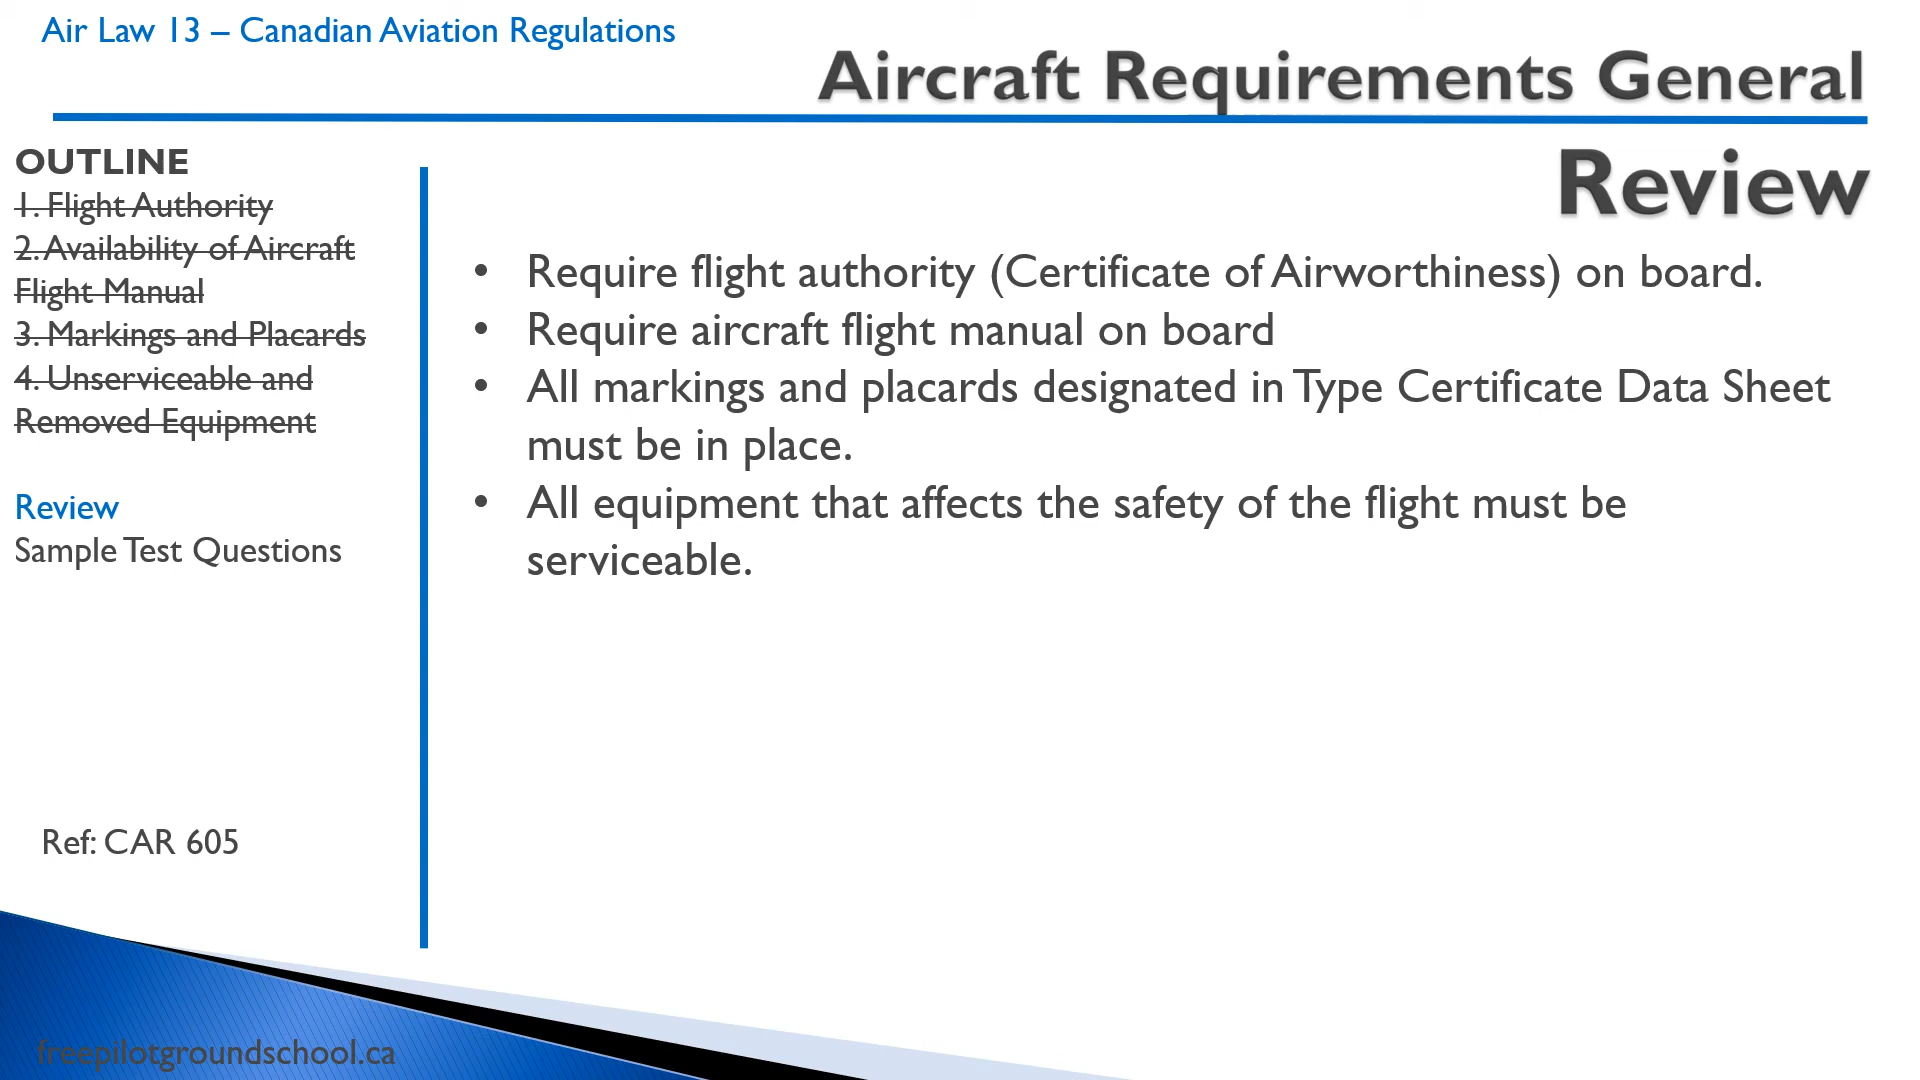 Air Law 13 – Canadian Aviation Regulations
Aircraft Requirements General
OUTLINE
1. Flight Authority
2. Availability of Aircraft
Flight Manual
3. Markings and Placards
4. Unserviceable and
Removed Equipment
Review
Sample Test Questions
Ref: CAR 605
Review
• Require flight authority (Certificate of Airworthiness) on board.
• Require aircraft flight manual on board
• All markings and placards designated in Type Certificate Data Sheet
must be in place.
• All equipment that affects the safety of the flight must be
serviceable.
freepilotgroundschool.ca